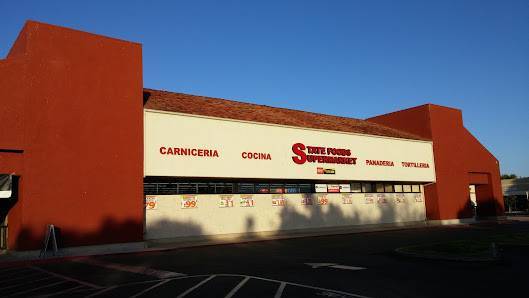 CARNICERIA
COCINA
STATE FOODS
SUPERMARKET
PANADERIA
TORTILLERIA